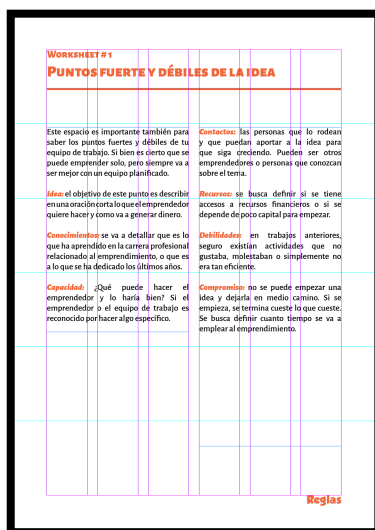 WORKSHEET #1
PUNTOS FUERTE Y DÉBILES DE LA IDEA
Este espacio es importante también para
saber los puntos fuertes y débiles de tu
equipo de trabajo. Si bien es cierto que se
puede emprender solo, pero siempre va a
ser mejor con un equipo planificado.
Idea: el objetivo de este punto es describir
en una oración corta lo que el emprendedor
quiere hacer y como va a generar dinero.
Conocimientos: se va a detallar que es lo
que ha aprendido en la carrera profesional
relacionado al emprendimiento, o que es
a lo que se ha dedicado los últimos años.
Capacidad: ¿Qué puede hacer el
emprendedor y lo haría bien? Si el
emprendedor o el equipo de trabajo es
reconocido por hacer algo específico.
Contactos: las personas que lo rodean
y que puedan aportar a la idea para
que siga creciendo. Pueden ser otros
emprendedores o personas que conozcan
sobre el tema.
Recursos: se busca definir si se tiene
accesos a recursos financieros o si se
depende de poco capital para empezar.
Debilidades: en trabajos anteriores,
seguro existían actividades que no
gustaba, molestaban o simplemente no
era tan eficiente.
Compromiso: no se puede empezar una
idea y dejarla en medio camino. Si se
empieza, se termina cueste lo que cueste.
Se busca definir cuanto tiempo se va a
emplear al emprendimiento.
Reglas